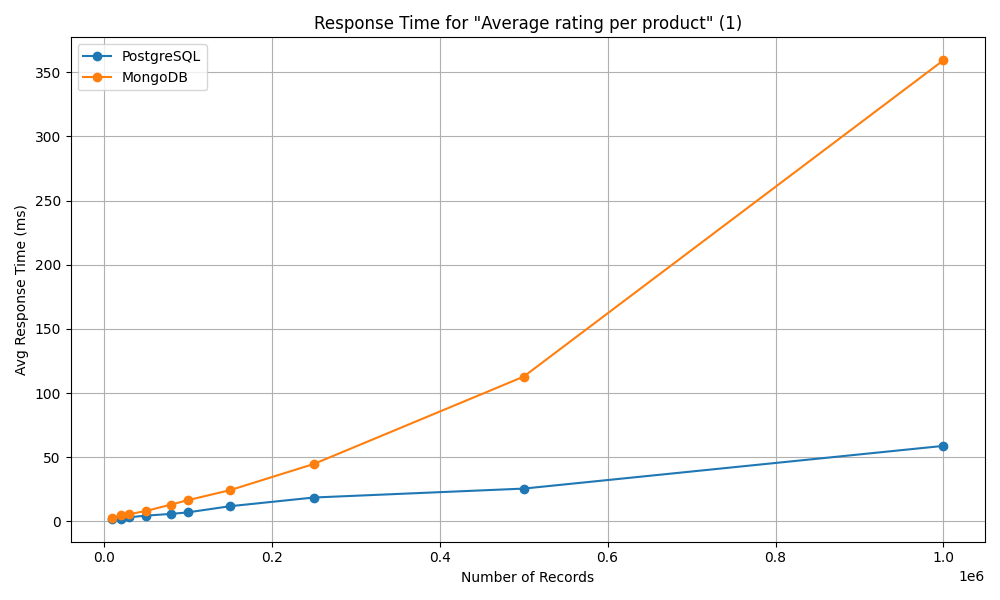 Response Time for "Average rating per product" (1)
PostgreSQL
MongoDB
Avg Response Time (ms)
350
300
250
200
150
100
50
0
0.0 0.2 0.4 0.6 0.8 1.0
1e6
Number of Records